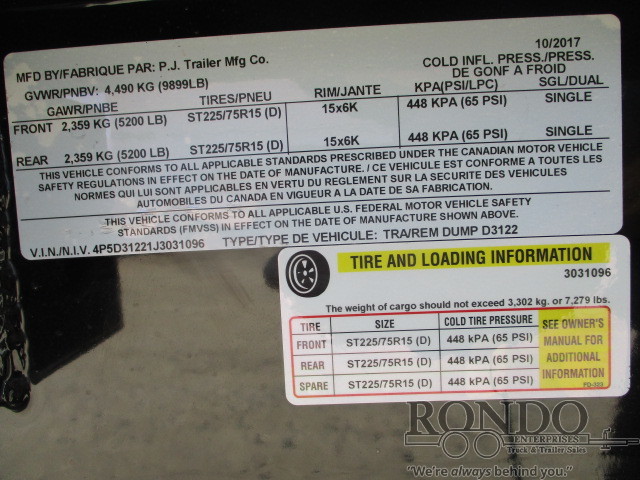 10/2017
MFD BY/FABRIQUE PAR: P.J. Trailer Mfg Co.
COLD INFL. PRESS./PRESS.
DE GONF A FROID
GVWR/PNBV: 4,490 KG (9899LB)
GAWR/PNBE TIRES/PNEU RIM/JANTE KPA(PSI/LPC) SGL/DUAL
FRONT 2,359 KG (5200 LB) ST225/75R15 (D) 15x6K 448 KPA (65 PSI) SINGLE
REAR 2,359 KG (5200 LB) ST225/75R15 (D) 15x6K 448 KPA (65 PSI) SINGLE
THIS VEHICLE CONFORMS TO ALL APPLICABLE STANDARDS PRESCRIBED UNDER THE CANADIAN MOTOR VEHICLE
SAFETY REGULATIONS IN EFFECT ON THE DATE OF MANUFACTURE. / CE VEHICULE EST CONFORME A TOUTES LES
NORMES QUI LUI SONT APPLICABLES EN VERTU DU REGLEMENT SUR LA SECURITE DES VEHICULES
AUTOMOBILES DU CANADA EN VIGUEUR A LA DATE DE SA FABRICATION.
THIS VEHICLE CONFORMS TO ALL APPLICABLE U.S. FEDERAL MOTOR VEHICLE SAFETY
STANDARDS (FMVSS) IN EFFECT ON THE DATE OF MANUFACTURE SHOWN ABOVE.
V.I.N./N.I.V. 4P5D31221J3031096 TYPE/TYPE DE VEHICULE: TRA/REM DUMP D3122
TIRE AND LOADING INFORMATION
3031096
The weight of cargo should not exceed 3,302 kg. or 7,279 lbs.
TIRE SIZE COLD TIRE PRESSURE SEE OWNER'S
FRONT ST225/75R15 (D) 448 kPA (65 PSI) MANUAL FOR
REAR ST225/75R15 (D) 448 kPA (65 PSI) ADDITIONAL
INFORMATION
SPARE ST225/75R15 (D) 448 kPA (65 PSI)
RONDO
ENTERPRISES
Truck & Trailer Sales
"We're always behind you."